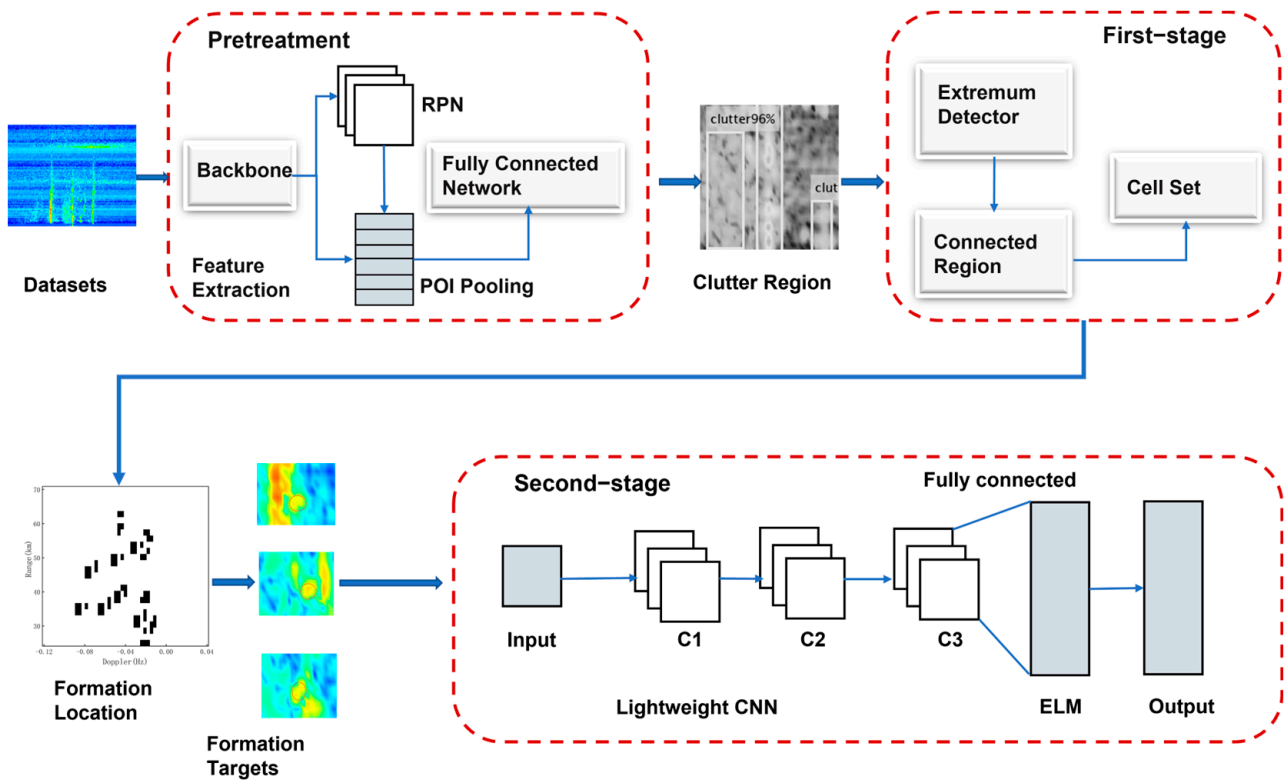 Pretreatment
First−stage
RPN
Extremum
Detector
clutter96%
Backbone
Fully Connected
Network
clut
Cell Set
Connected
Region
Datasets
Feature
Extraction
POI Pooling
Clutter Region
Second−stage
Fully connected
70
60
50
40
30
Range(km)
-0.12
-0.08
-0.04
0.00
0.04
Doppler(Hz)
Input
C1
C2
C3
Formation
Location
Lightweight CNN
ELM
Output
Formation
Targets